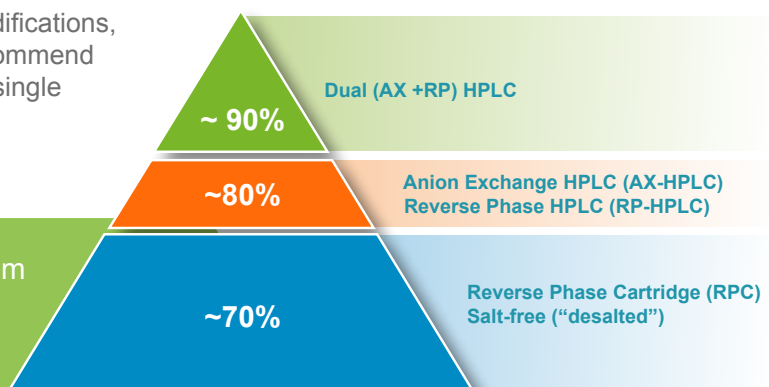 difications,
ommend
single
~ 90%
Dual (AX +RP) HPLC
~80%
Anion Exchange HPLC (AX-HPLC)
Reverse Phase HPLC (RP-HPLC)
m
~70%
Reverse Phase Cartridge (RPC)
Salt-free (“desalted”)